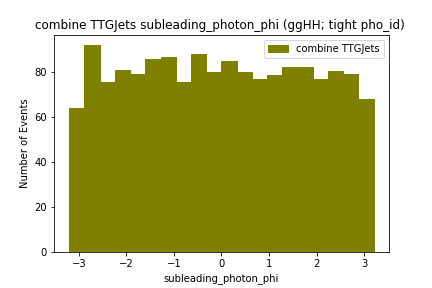 combine TTGJets subleading_photon_phi (ggHH; tight pho_id)
combine TTGJets
Number of Events
80
60
40
20
0
−3 −2 −1 0 1 2 3
subleading_photon_phi